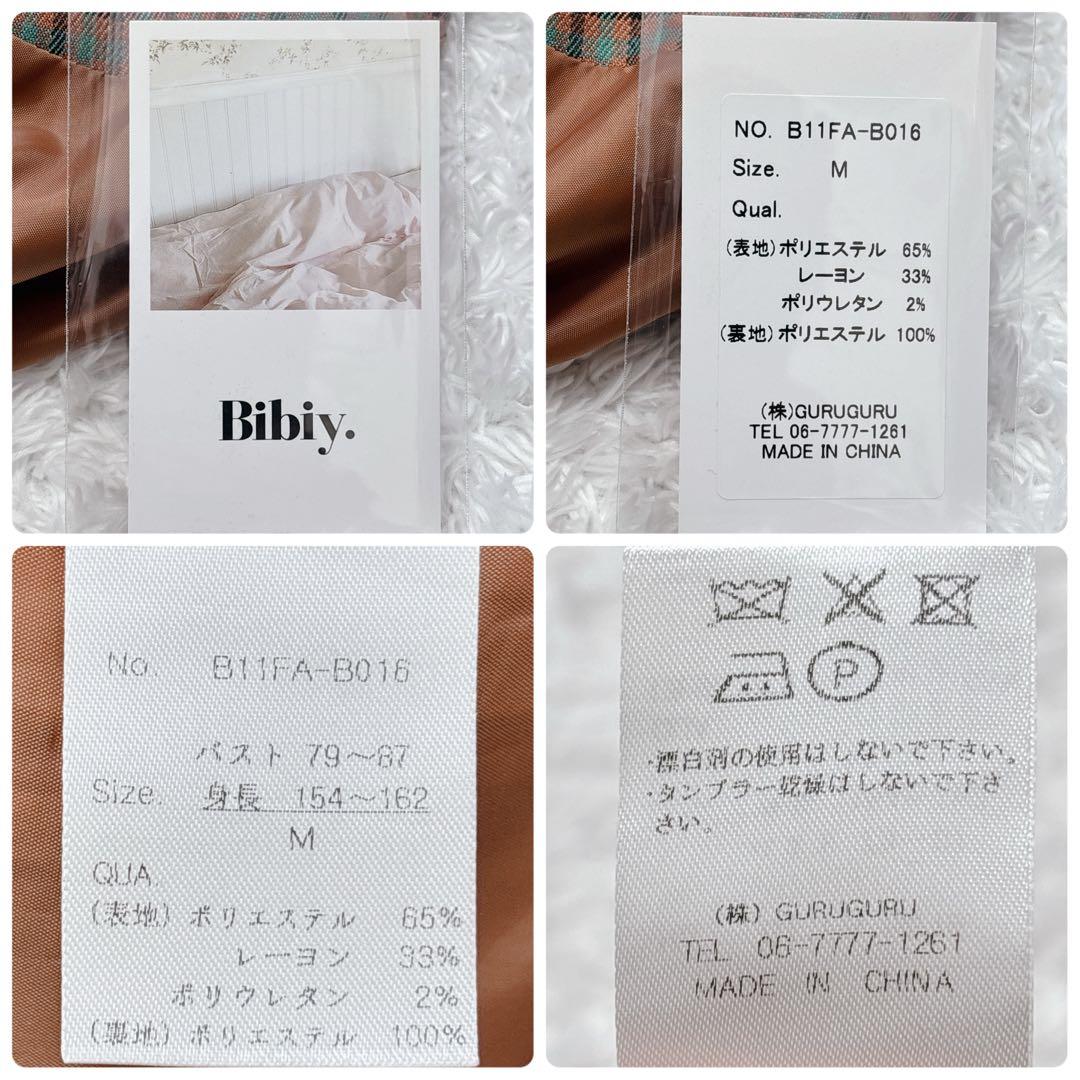 Bibiy.
NO. B11FA-B016
Size. M
Qual.
(表地)ポリエステル 65%
レーヨン 33%
ポリウレタン 2%
(裏地)ポリエステル 100%
(株)GURUGURU
TEL 06-7777-1261
MADE IN CHINA
No B11FA-B016
バスト 79～87
Size. 身長 154～162
M
QUA.
(表地) ポリエステル 65%
レーヨン 33%
ポリウレタン 2%
(裏地) ポリエステル 100%
P
・漂白剤の使用はしないで下さい。
・タンブラー乾燥はしないで下さ
さい。
(株) GURUGURU
TEL 06-7777-1261
MADE IN CHINA